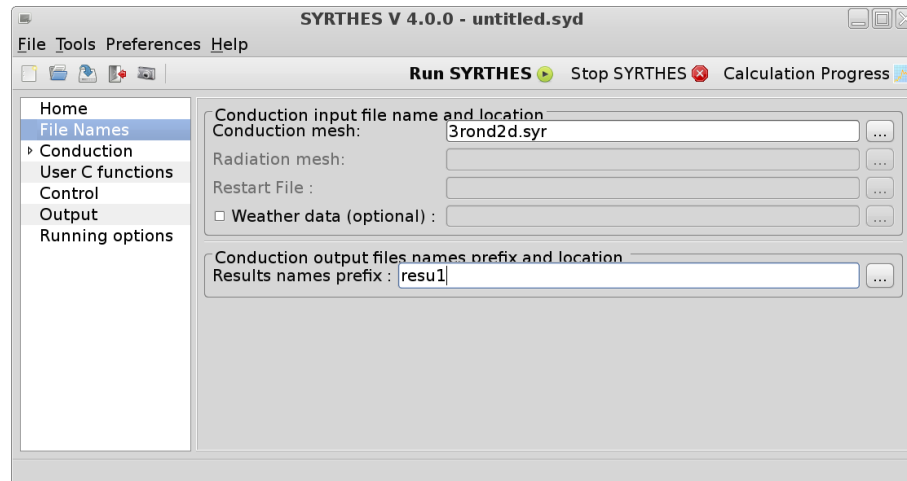 SYRTHES V 4.0.0 - untitled.syd
File Tools Preferences Help
Run SYRTHES Stop SYRTHES Calculation Progress
Home
File Names
Conduction
User C functions
Control
Output
Running options
Conduction input file name and location
Conduction mesh: 3rond2d.syr ...
Radiation mesh: ...
Restart File : ...
Weather data (optional) : ...
Conduction output files names prefix and location
Results names prefix : resu1 ...